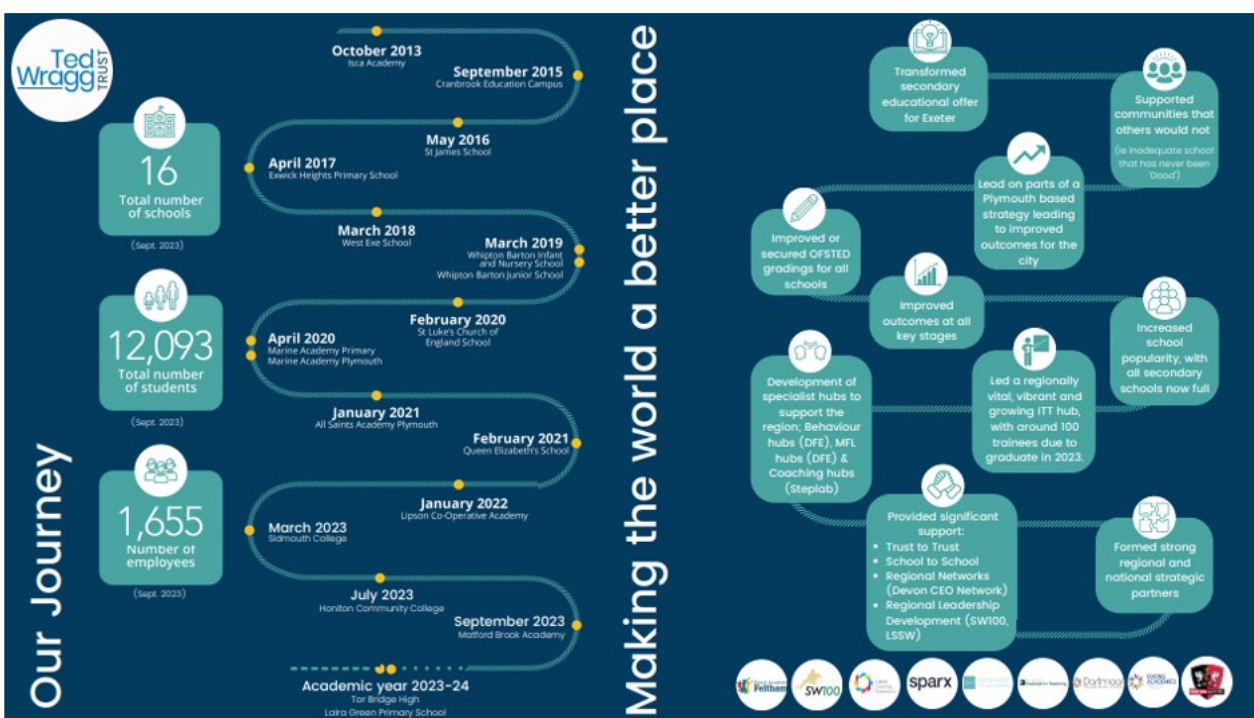 Ted
Wragg
TRUST
Our Journey
16
Total number
of schools
(Sept. 2023)
12,093
Total number
of students
(Sept. 2023)
1,655
Number of
employees
(Sept. 2023)
October 2013
Isca Academy
September 2015
Cranbrook Education Campus
May 2016
St James School
April 2017
Exwick Heights Primary School
March 2018
West Exe School
March 2019
Whipton Barton Infant
and Nursery School
Whipton Barton Junior School
February 2020
St Luke's Church of
England School
April 2020
Marine Academy Primary
Marine Academy Plymouth
January 2021
All Saints Academy Plymouth
February 2021
Queen Elizabeth's School
January 2022
Lipson Co-Operative Academy
March 2023
Sidmouth College
July 2023
Honiton Community College
September 2023
Matford Brook Academy
Academic year 2023-24
Tor Bridge High
Laira Green Primary School
Making the world a better place
Transformed
secondary
educational offer
for Exeter
Supported
communities that
others would not
(ie inadequate school
that has never been
'Good')
Lead on parts of a
Plymouth based
strategy leading
to improved
outcomes for the
city
Improved or
secured OFSTED
gradings for all
schools
Improved
outcomes at all
key stages
Increased
school
popularity, with
all secondary
schools now full
Led a regionally
vital, vibrant and
growing ITT hub,
with around 100
trainees due to
graduate in 2023.
Development of
specialist hubs to
support the
region; Behaviour
hubs (DFE), MFL
hubs (DFE) &
Coaching hubs
(Steplab)
Provided significant
support:
• Trust to Trust
• School to School
• Regional Networks
(Devon CEO Network)
• Regional Leadership
Development (SW100,
LSSW)
Formed strong
regional and
national strategic
partners
Feltham
SW100
sparx
Dartmoor